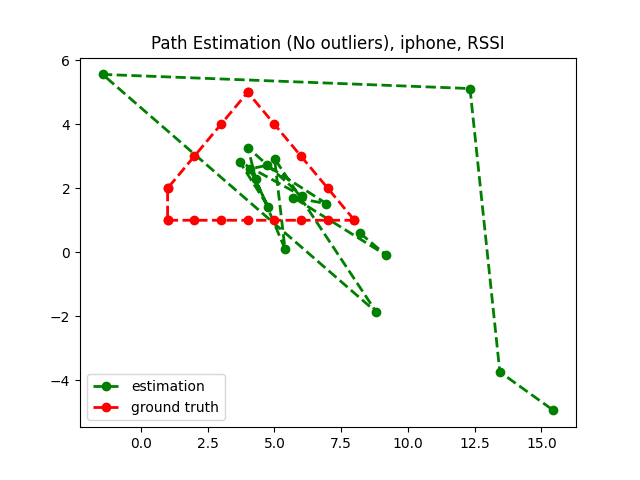 Path Estimation (No outliers), iphone, RSSI
6
4
2
0
−2
−4
estimation
ground truth
0.0 2.5 5.0 7.5 10.0 12.5 15.0